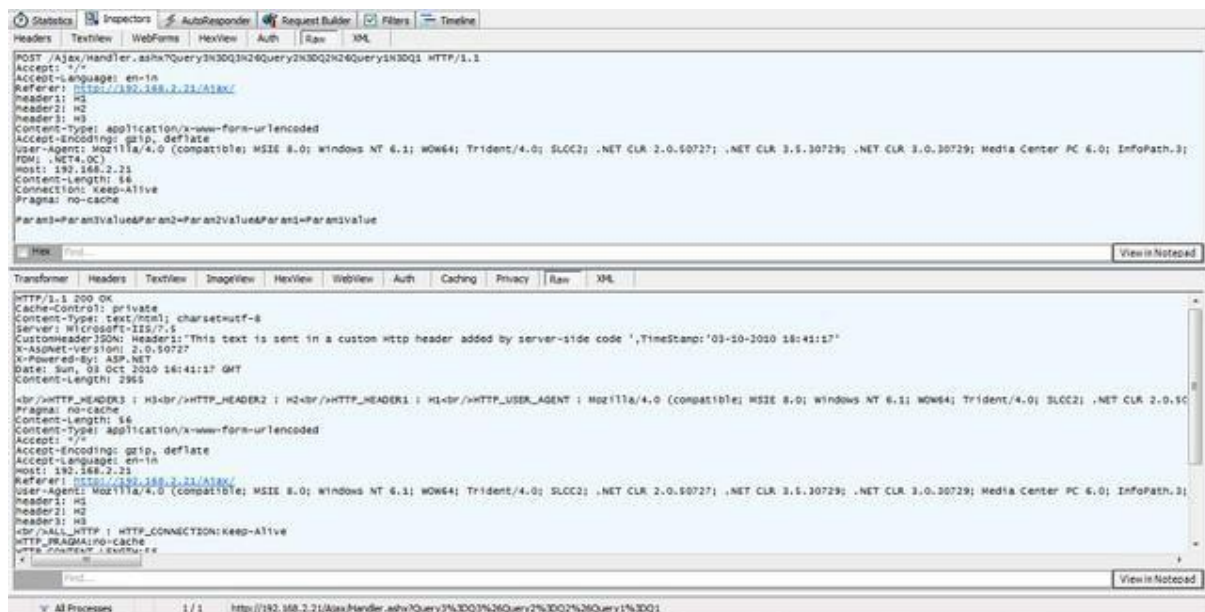 Statistics Inspectors AutoResponder Request Builder Filters Timeline
Headers TextView WebForms HexView Auth Raw XML
POST /Ajax/Handler.ashx?Query3%3DQ3%26Query2%3DQ2%26Query1%3DQ1 HTTP/1.1
Accept: */*
Accept-Language: en-in
Referer: http://192.168.2.21/Ajax/
header1: H1
header2: H2
header3: H3
Content-Type: application/x-www-form-urlencoded
Accept-Encoding: gzip, deflate
User-Agent: Mozilla/4.0 (compatible; MSIE 8.0; Windows NT 6.1; WOW64; Trident/4.0; SLCC2; .NET CLR 2.0.50727; .NET CLR 3.5.30729; .NET CLR 3.0.30729; Media Center PC 6.0; InfoPath.3;
FDM; .NET4.0C)
Host: 192.168.2.21
Content-Length: 56
Connection: Keep-Alive
Pragma: no-cache
Param3=Param3Value&Param2=Param2Value&Param1=Param1Value
Hex Find... View in Notepad
Transformer Headers TextView ImageView HexView WebView Auth Caching Privacy Raw XML
HTTP/1.1 200 OK
Cache-Control: private
Content-Type: text/html; charset=utf-8
Server: Microsoft-IIS/7.5
CustomHeaderJSON: Header1:'This text is sent in a custom Http header added by server-side code ',TimeStamp:'03-10-2010 18:41:17'
X-AspNet-Version: 2.0.50727
X-Powered-By: ASP.NET
Date: Sun, 03 Oct 2010 16:41:17 GMT
Content-Length: 2965
<br/>HTTP_HEADER3 : H3<br/>HTTP_HEADER2 : H2<br/>HTTP_HEADER1 : H1<br/>HTTP_USER_AGENT : Mozilla/4.0 (compatible; MSIE 8.0; Windows NT 6.1; WOW64; Trident/4.0; SLCC2; .NET CLR 2.0.50
Pragma: no-cache
Content-Length: 56
Content-Type: application/x-www-form-urlencoded
Accept: */*
Accept-Encoding: gzip, deflate
Accept-Language: en-in
Host: 192.168.2.21
Referer: http://192.168.2.21/Ajax/
User-Agent: Mozilla/4.0 (compatible; MSIE 8.0; Windows NT 6.1; WOW64; Trident/4.0; SLCC2; .NET CLR 2.0.50727; .NET CLR 3.5.30729; .NET CLR 3.0.30729; Media Center PC 6.0; InfoPath.3;
header1: H1
header2: H2
header3: H3
<br/>ALL_HTTP : HTTP_CONNECTION:Keep-Alive
HTTP_PRAGMA:no-cache
HTTP_CONTENT_LENGTH:56
Find... View in Notepad
All Processes 1 / 1 http://192.168.2.21/Ajax/Handler.ashx?Query3%3DQ3%26Query2%3DQ2%26Query1%3DQ1